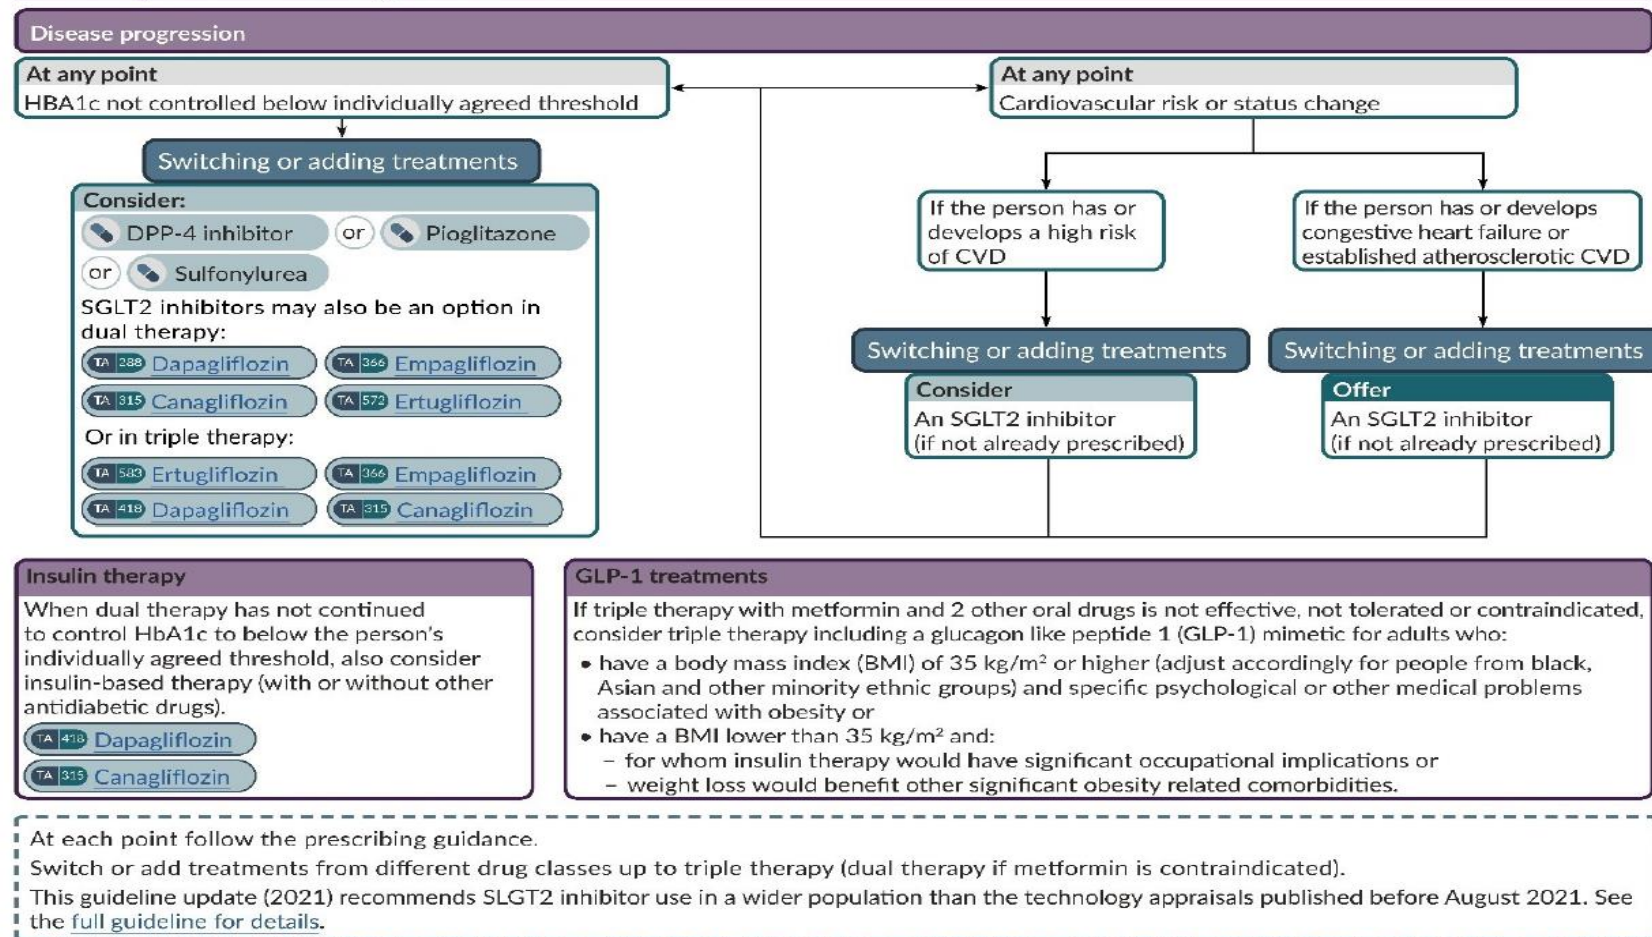 Disease progression
At any point
HBA1c not controlled below individually agreed threshold
Switching or adding treatments
Consider:
DPP-4 inhibitor or Pioglitazone
or Sulfonylurea
SGLT2 inhibitors may also be an option in
dual therapy:
TA 288 Dapagliflozin TA 366 Empagliflozin
TA 315 Canagliflozin TA 572 Ertugliflozin
Or in triple therapy:
TA 583 Ertugliflozin TA 366 Empagliflozin
TA 418 Dapagliflozin TA 315 Canagliflozin
At any point
Cardiovascular risk or status change
If the person has or
develops a high risk
of CVD
Switching or adding treatments
Consider
An SGLT2 inhibitor
(if not already prescribed)
If the person has or develops
congestive heart failure or
established atherosclerotic CVD
Switching or adding treatments
Offer
An SGLT2 inhibitor
(if not already prescribed)
Insulin therapy
When dual therapy has not continued
to control HbA1c to below the person's
individually agreed threshold, also consider
insulin-based therapy (with or without other
antidiabetic drugs).
TA 418 Dapagliflozin
TA 315 Canagliflozin
GLP-1 treatments
If triple therapy with metformin and 2 other oral drugs is not effective, not tolerated or contraindicated,
consider triple therapy including a glucagon like peptide 1 (GLP-1) mimetic for adults who:
• have a body mass index (BMI) of 35 kg/m² or higher (adjust accordingly for people from black,
Asian and other minority ethnic groups) and specific psychological or other medical problems
associated with obesity or
• have a BMI lower than 35 kg/m² and:
– for whom insulin therapy would have significant occupational implications or
– weight loss would benefit other significant obesity related comorbidities.
At each point follow the prescribing guidance.
Switch or add treatments from different drug classes up to triple therapy (dual therapy if metformin is contraindicated).
This guideline update (2021) recommends SLGT2 inhibitor use in a wider population than the technology appraisals published before August 2021. See
the full guideline for details.